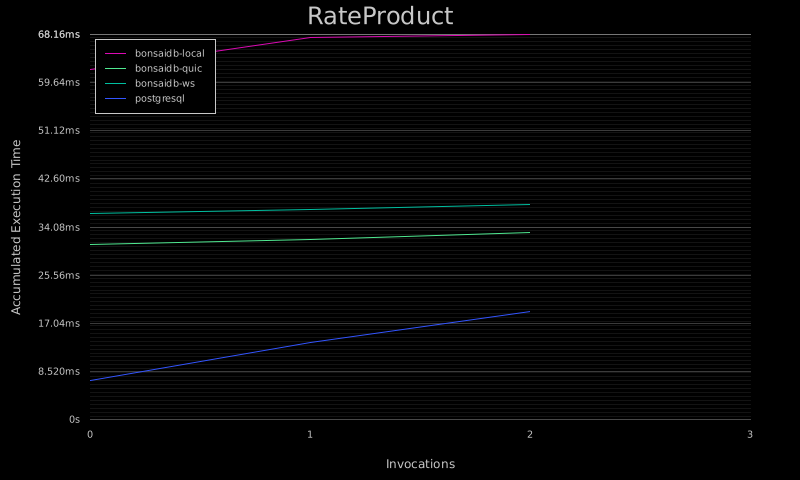 RateProduct
68.16ms
bonsaidb-local
bonsaidb-quic
bonsaidb-ws
postgresql
59.64ms
51.12ms
42.60ms
34.08ms
25.56ms
17.04ms
8.520ms
0s
Accumulated Execution Time
0 1 2 3
Invocations